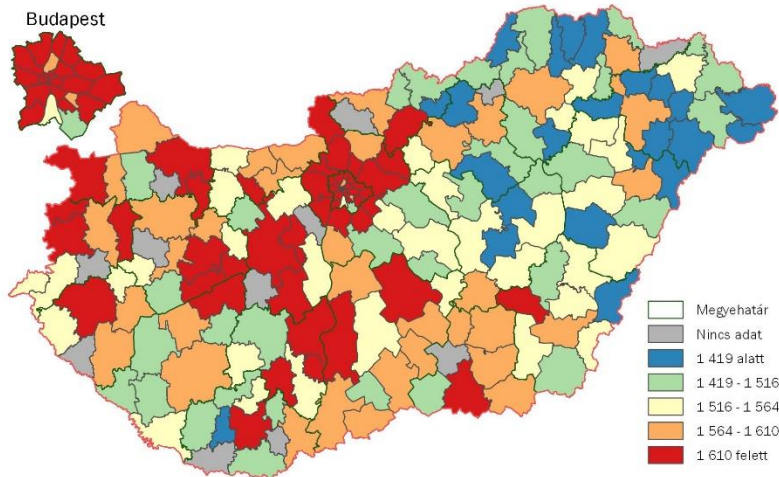 Budapest
Megyehatár
Nincs adat
1 419 alatt
1 419 - 1 516
1 516 - 1 564
1 564 - 1 610
1 610 felett